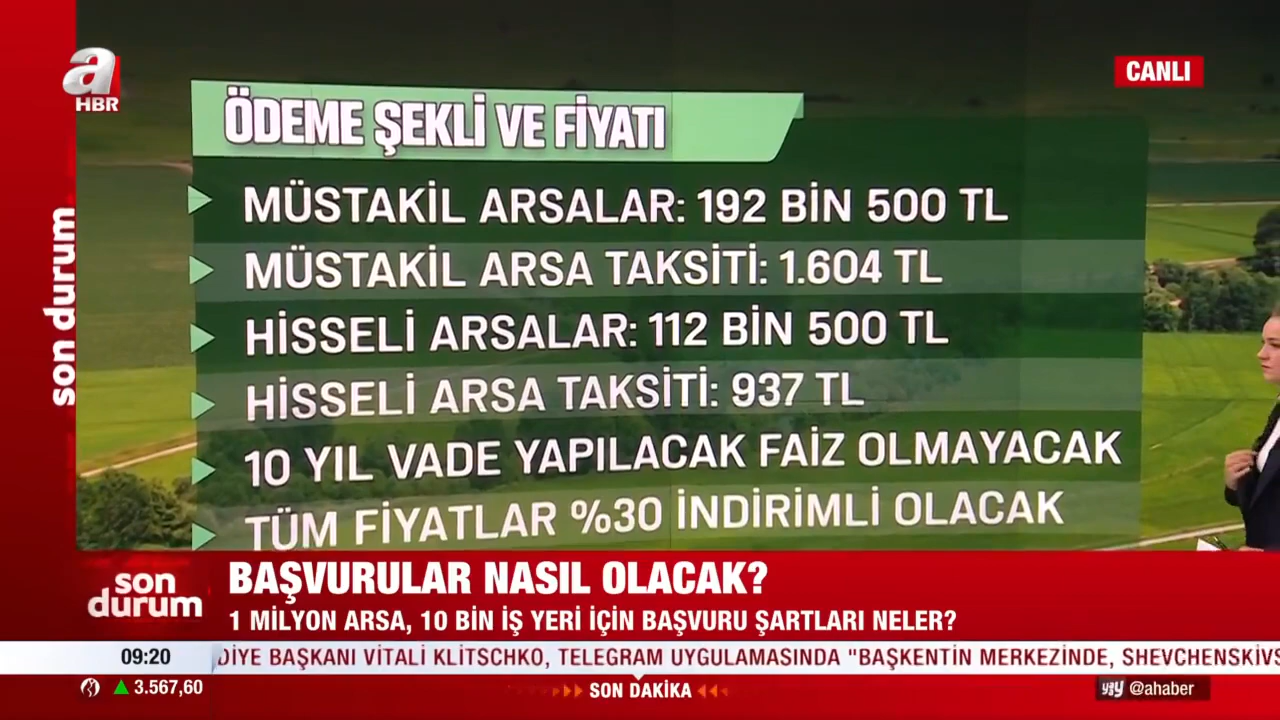 a
HBR
CANLI
ÖDEME ŞEKLİ VE FİYATI
MÜSTAKİL ARSALAR: 192 BİN 500 TL
MÜSTAKİL ARSA TAKSİTİ: 1.604 TL
HİSSELİ ARSALAR: 112 BİN 500 TL
HİSSELİ ARSA TAKSİTİ: 937 TL
10 YIL VADE YAPILACAK FAİZ OLMAYACAK
TÜM FİYATLAR %30 İNDİRİMLİ OLACAK
son durum
son durum
BAŞVURULAR NASIL OLACAK?
1 MİLYON ARSA, 10 BİN İŞ YERİ İÇİN BAŞVURU ŞARTLARI NELER?
09:20
DİYE BAŞKANI VİTALİ KLİTSCHKO, TELEGRAM UYGULAMASINDA "BAŞKENTİN MERKEZİNDE, SHEVCHENSKİVS
3.567,60
SON DAKİKA
@ahaber